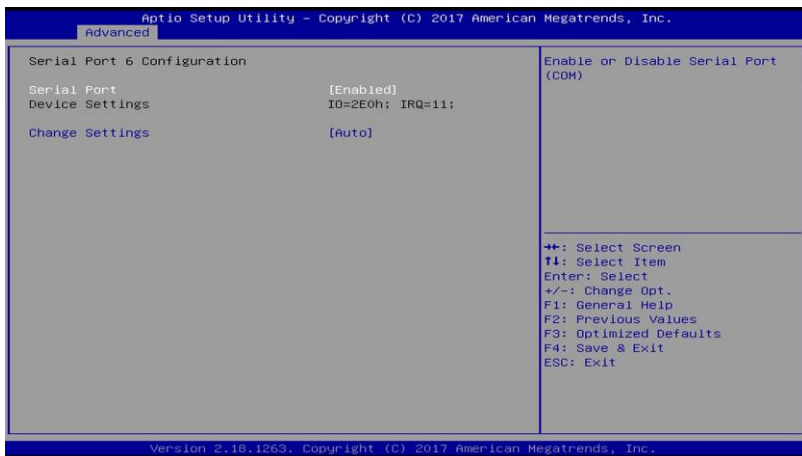 Aptio Setup Utility – Copyright (C) 2017 American Megatrends, Inc.
Advanced
Serial Port 6 Configuration
Serial Port [Enabled]
Device Settings IO=2E0h; IRQ=11;
Change Settings [Auto]
Enable or Disable Serial Port
(COM)
→←: Select Screen
↑↓: Select Item
Enter: Select
+/-: Change Opt.
F1: General Help
F2: Previous Values
F3: Optimized Defaults
F4: Save & Exit
ESC: Exit
Version 2.18.1263. Copyright (C) 2017 American Megatrends, Inc.